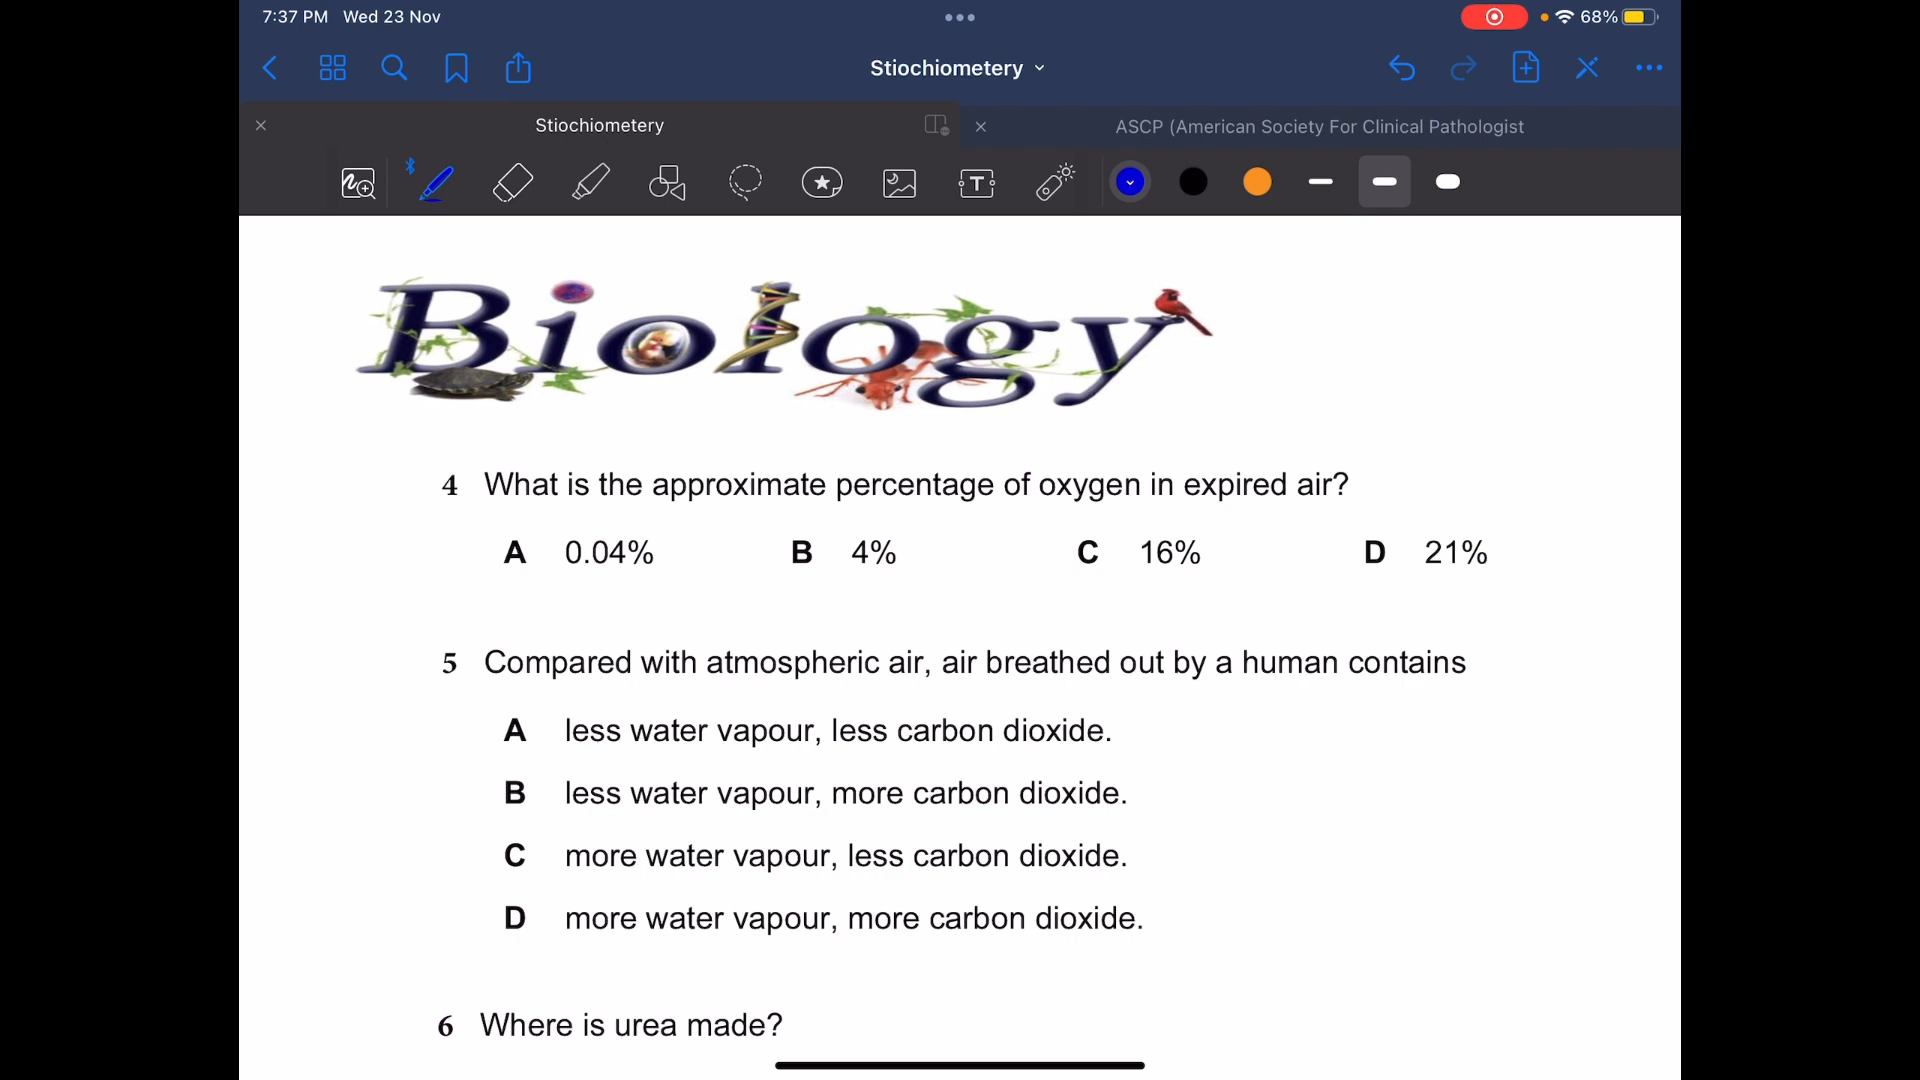 7:37 PM Wed 23 Nov
68%
Stiochiometery
Stiochiometery
ASCP (American Society For Clinical Pathologist
T
Biology
4 What is the approximate percentage of oxygen in expired air?
A 0.04% B 4% C 16% D 21%
5 Compared with atmospheric air, air breathed out by a human contains
A less water vapour, less carbon dioxide.
B less water vapour, more carbon dioxide.
C more water vapour, less carbon dioxide.
D more water vapour, more carbon dioxide.
6 Where is urea made?